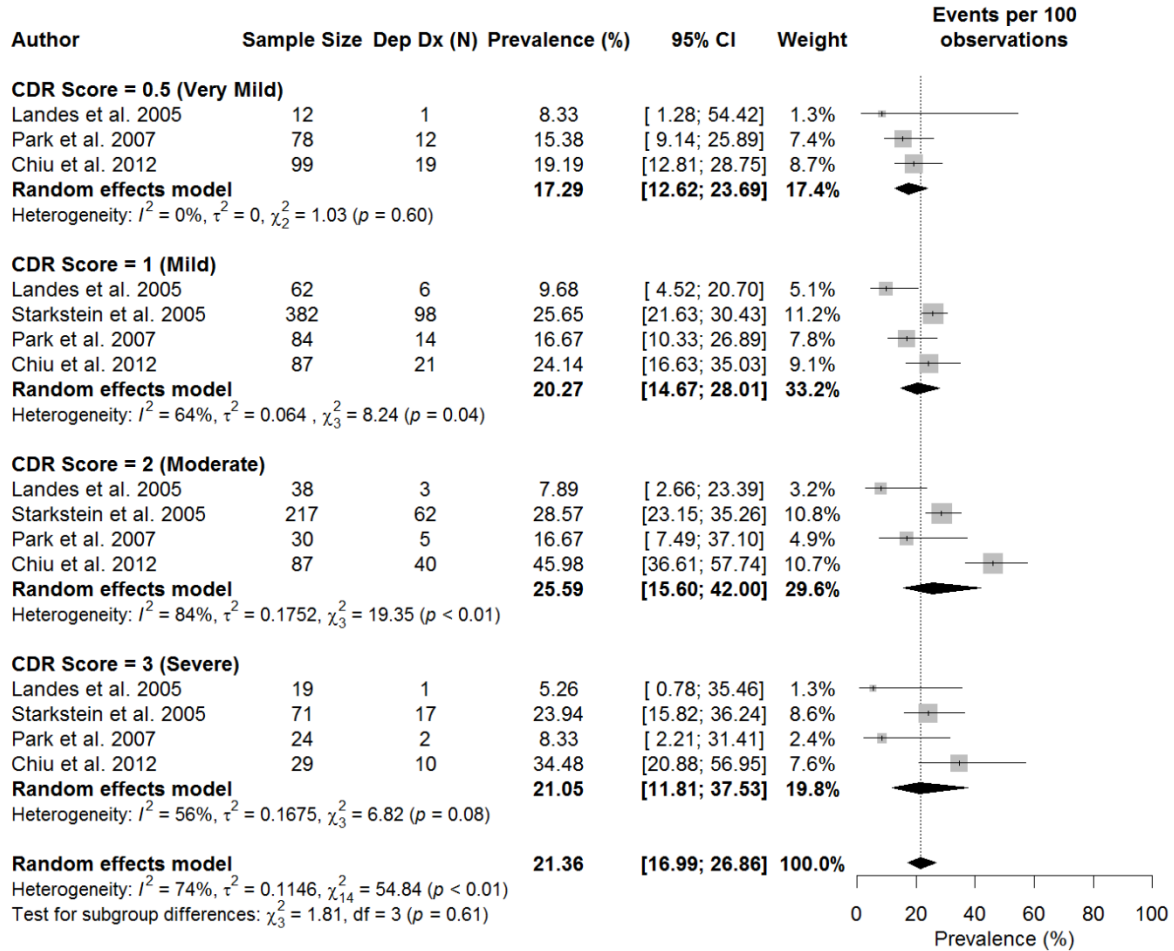 Events per 100
Author Sample Size Dep Dx (N) Prevalence (%) 95% CI Weight observations
CDR Score = 0.5 (Very Mild)
Landes et al. 2005 12 1 8.33 [ 1.28; 54.42] 1.3%
Park et al. 2007 78 12 15.38 [ 9.14; 25.89] 7.4%
Chiu et al. 2012 99 19 19.19 [12.81; 28.75] 8.7%
Random effects model 17.29 [12.62; 23.69] 17.4%
Heterogeneity: I² = 0%, τ² = 0, χ²₂ = 1.03 (p = 0.60)
CDR Score = 1 (Mild)
Landes et al. 2005 62 6 9.68 [ 4.52; 20.70] 5.1%
Starkstein et al. 2005 382 98 25.65 [21.63; 30.43] 11.2%
Park et al. 2007 84 14 16.67 [10.33; 26.89] 7.8%
Chiu et al. 2012 87 21 24.14 [16.63; 35.03] 9.1%
Random effects model 20.27 [14.67; 28.01] 33.2%
Heterogeneity: I² = 64%, τ² = 0.064 , χ²₃ = 8.24 (p = 0.04)
CDR Score = 2 (Moderate)
Landes et al. 2005 38 3 7.89 [ 2.66; 23.39] 3.2%
Starkstein et al. 2005 217 62 28.57 [23.15; 35.26] 10.8%
Park et al. 2007 30 5 16.67 [ 7.49; 37.10] 4.9%
Chiu et al. 2012 87 40 45.98 [36.61; 57.74] 10.7%
Random effects model 25.59 [15.60; 42.00] 29.6%
Heterogeneity: I² = 84%, τ² = 0.1752, χ²₃ = 19.35 (p < 0.01)
CDR Score = 3 (Severe)
Landes et al. 2005 19 1 5.26 [ 0.78; 35.46] 1.3%
Starkstein et al. 2005 71 17 23.94 [15.82; 36.24] 8.6%
Park et al. 2007 24 2 8.33 [ 2.21; 31.41] 2.4%
Chiu et al. 2012 29 10 34.48 [20.88; 56.95] 7.6%
Random effects model 21.05 [11.81; 37.53] 19.8%
Heterogeneity: I² = 56%, τ² = 0.1675, χ²₃ = 6.82 (p = 0.08)
Random effects model 21.36 [16.99; 26.86] 100.0%
Heterogeneity: I² = 74%, τ² = 0.1146, χ²₁₄ = 54.84 (p < 0.01)
Test for subgroup differences: χ²₃ = 1.81, df = 3 (p = 0.61)
0 20 40 60 80 100
Prevalence (%)